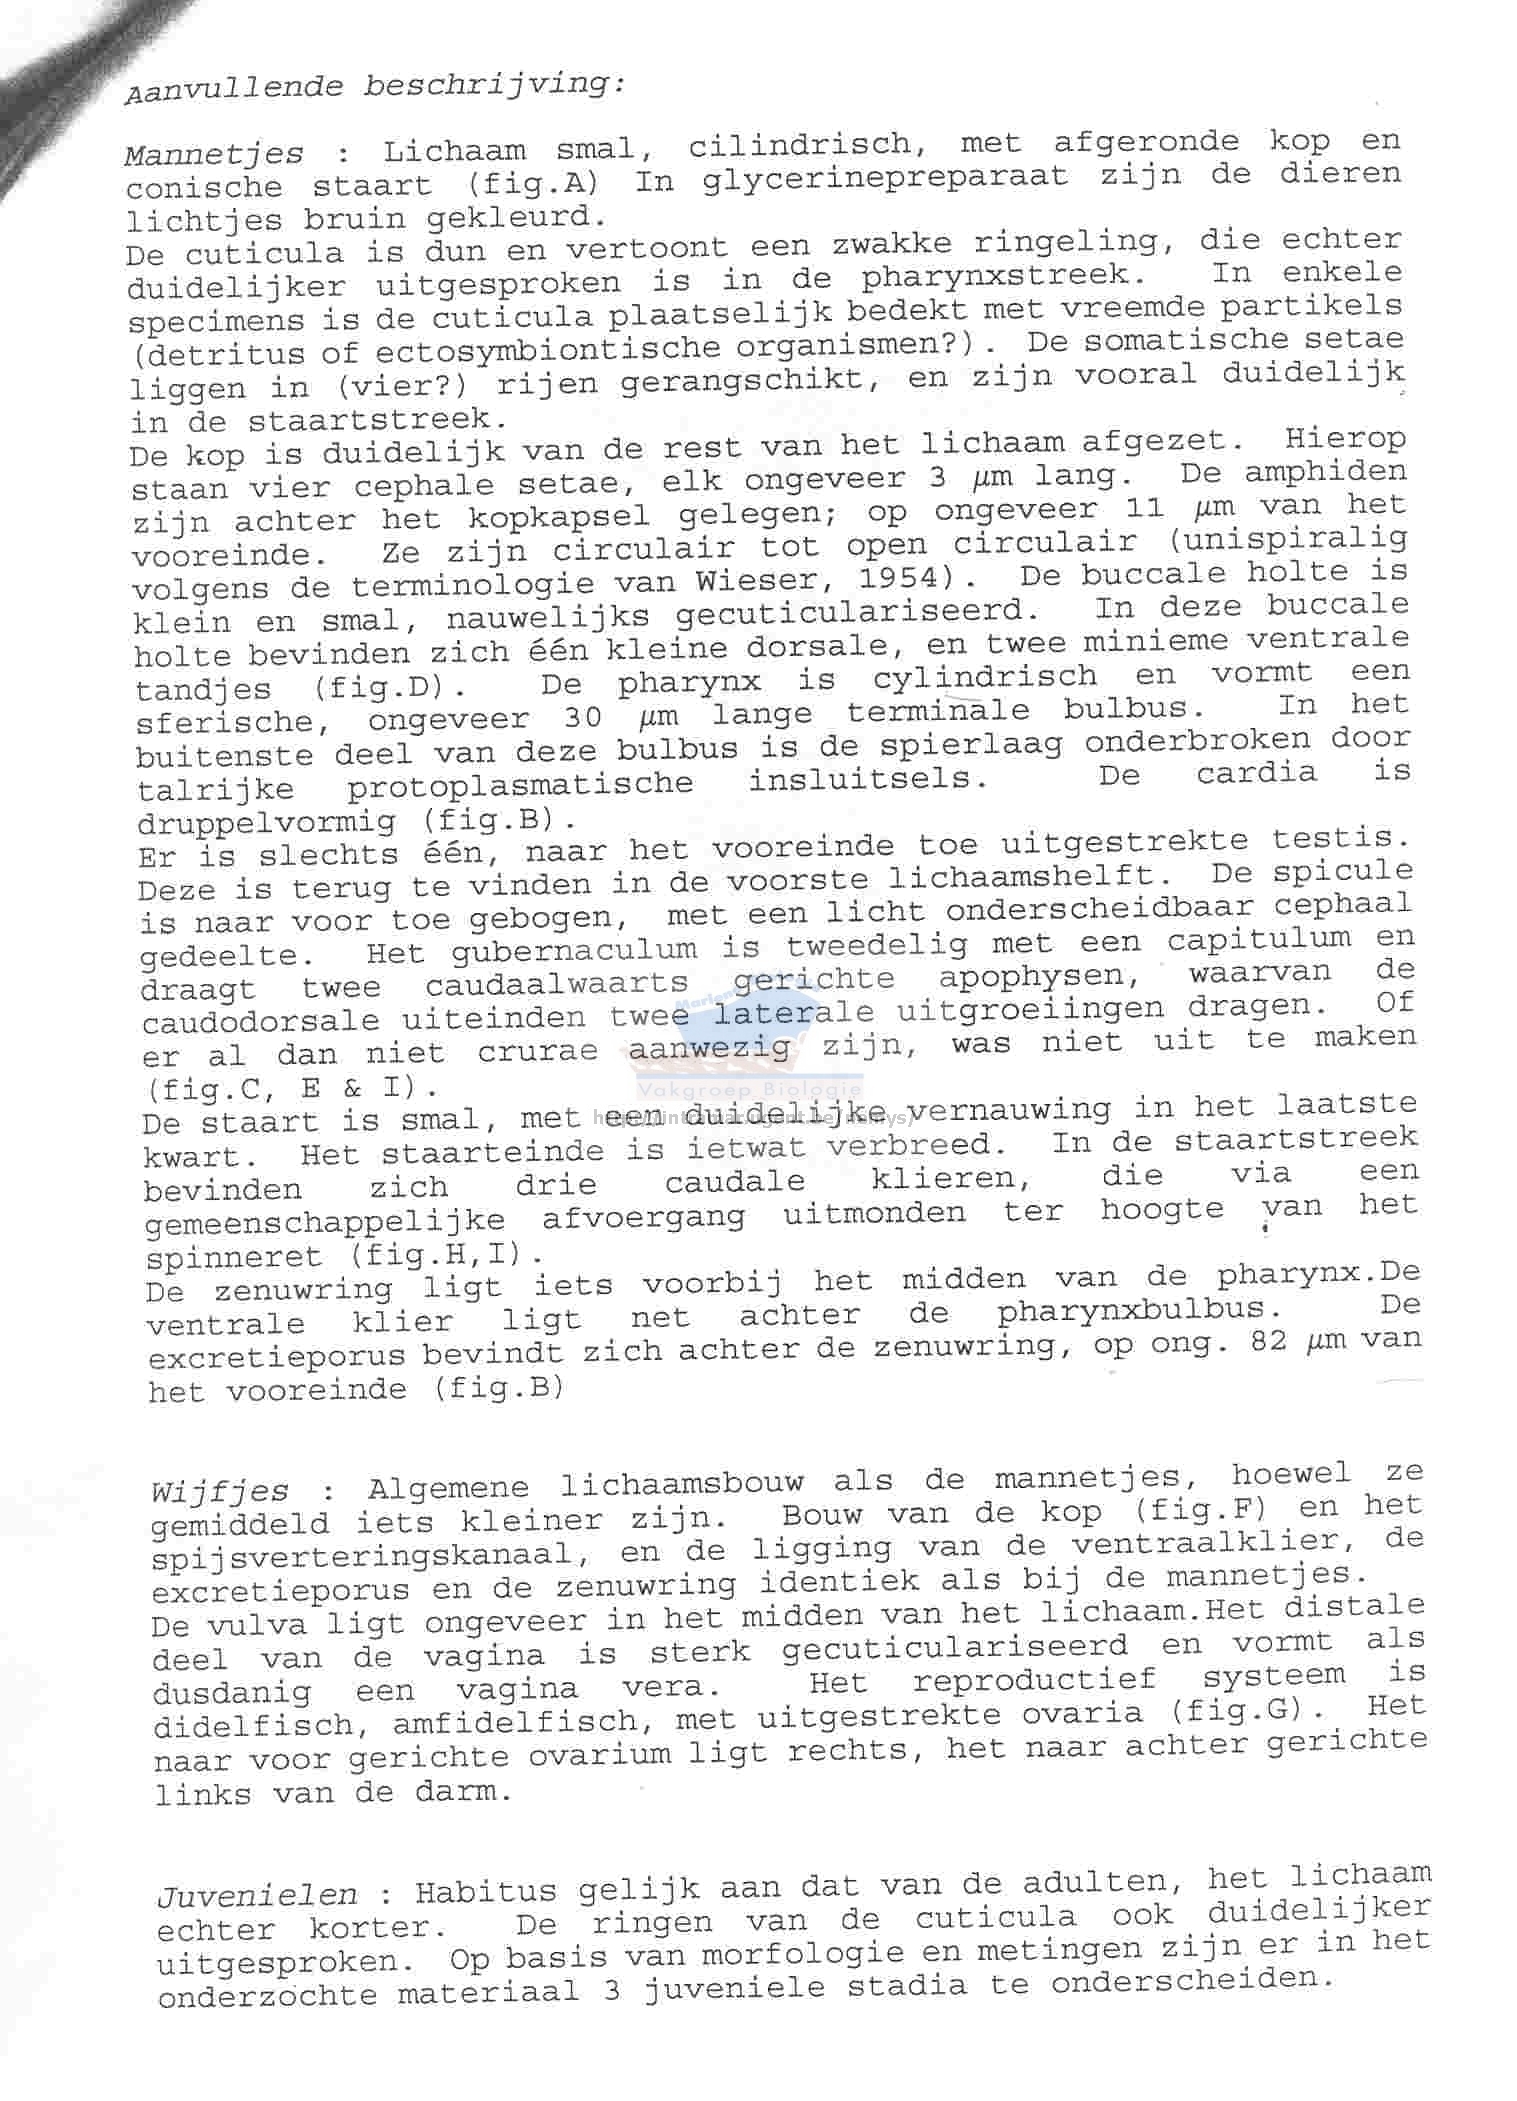 Aanvullende beschrijving:
Mannetjes : Lichaam smal, cilindrisch, met afgeronde kop en
conische staart (fig.A) In glycerinepreparaat zijn de dieren
lichtjes bruin gekleurd.
De cuticula is dun en vertoont een zwakke ringeling, die echter
duidelijker uitgesproken is in de pharynxstreek. In enkele
specimens is de cuticula plaatselijk bedekt met vreemde partikels
(detritus of ectosymbiontische organismen?). De somatische setae
liggen in (vier?) rijen gerangschikt, en zijn vooral duidelijk
in de staartstreek.
De kop is duidelijk van de rest van het lichaam afgezet. Hierop
staan vier cephale setae, elk ongeveer 3 µm lang. De amphiden
zijn achter het kopkapsel gelegen; op ongeveer 11 µm van het
vooreinde. Ze zijn circulair tot open circulair (unispiralig
volgens de terminologie van Wieser, 1954). De buccale holte is
klein en smal, nauwelijks gecuticulariseerd. In deze buccale
holte bevinden zich één kleine dorsale, en twee minieme ventrale
tandjes (fig.D). De pharynx is cylindrisch en vormt een
sferische, ongeveer 30 µm lange terminale bulbus. In het
buitenste deel van deze bulbus is de spierlaag onderbroken door
talrijke protoplasmatische insluitsels. De cardia is
druppelvormig (fig.B).
Er is slechts één, naar het vooreinde toe uitgestrekte testis.
Deze is terug te vinden in de voorste lichaamshelft. De spicule
is naar voor toe gebogen, met een licht onderscheidbaar cephaal
gedeelte. Het gubernaculum is tweedelig met een capitulum en
draagt twee caudaalwaarts gerichte apophysen, waarvan de
caudodorsale uiteinden twee laterale uitgroeiingen dragen. Of
er al dan niet crurae aanwezig zijn, was niet uit te maken
(fig.C, E & I).
Vakgroep Biologie
De staart is smal, met een duidelijke vernauwing in het laatste
kwart. Het staarteinde is ietwat verbreed. In de staartstreek
bevinden zich drie caudale klieren, die via een
gemeenschappelijke afvoergang uitmonden ter hoogte van het
spinneret (fig.H,I).
De zenuwring ligt iets voorbij het midden van de pharynx.De
ventrale klier ligt net achter de pharynxbulbus. De
excretieporus bevindt zich achter de zenuwring, op ong. 82 µm van
het vooreinde (fig.B)
Wijfjes : Algemene lichaamsbouw als de mannetjes, hoewel ze
gemiddeld iets kleiner zijn. Bouw van de kop (fig.F) en het
spijsverteringskanaal, en de ligging van de ventraalklier, de
excretieporus en de zenuwring identiek als bij de mannetjes.
De vulva ligt ongeveer in het midden van het lichaam.Het distale
deel van de vagina is sterk gecuticulariseerd en vormt als
dusdanig een vagina vera. Het reproductief systeem is
didelfisch, amfidelfisch, met uitgestrekte ovaria (fig.G). Het
naar voor gerichte ovarium ligt rechts, het naar achter gerichte
links van de darm.
Juvenielen : Habitus gelijk aan dat van de adulten, het lichaam
echter korter. De ringen van de cuticula ook duidelijker
uitgesproken. Op basis van morfologie en metingen zijn er in het
onderzochte materiaal 3 juveniele stadia te onderscheiden.